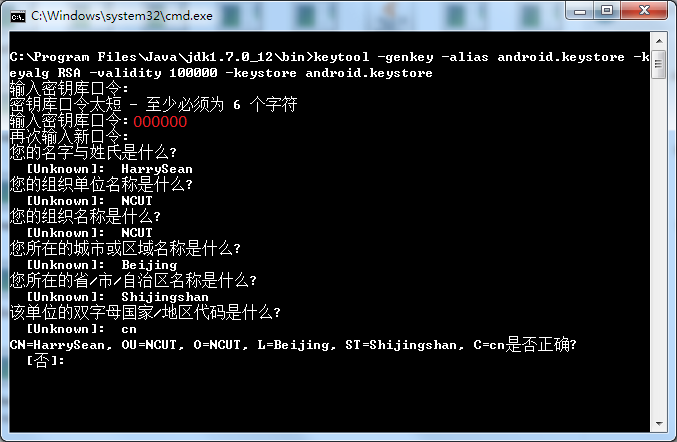 C:\Windows\system32\cmd.exe
C:\Program Files\Java\jdk1.7.0_12\bin>keytool -genkey -alias android.keystore -k
eyalg RSA -validity 100000 -keystore android.keystore
输入密钥库口令:
密钥库口令太短 - 至少必须为 6 个字符
输入密钥库口令: 000000
再次输入新口令:
您的名字与姓氏是什么?
[Unknown]:  HarrySean
您的组织单位名称是什么?
[Unknown]:  NCUT
您的组织名称是什么?
[Unknown]:  NCUT
您所在的城市或区域名称是什么?
[Unknown]:  Beijing
您所在的省/市/自治区名称是什么?
[Unknown]:  Shijingshan
该单位的双字母国家/地区代码是什么?
[Unknown]:  cn
CN=HarrySean, OU=NCUT, O=NCUT, L=Beijing, ST=Shijingshan, C=cn是否正确?
[否]: